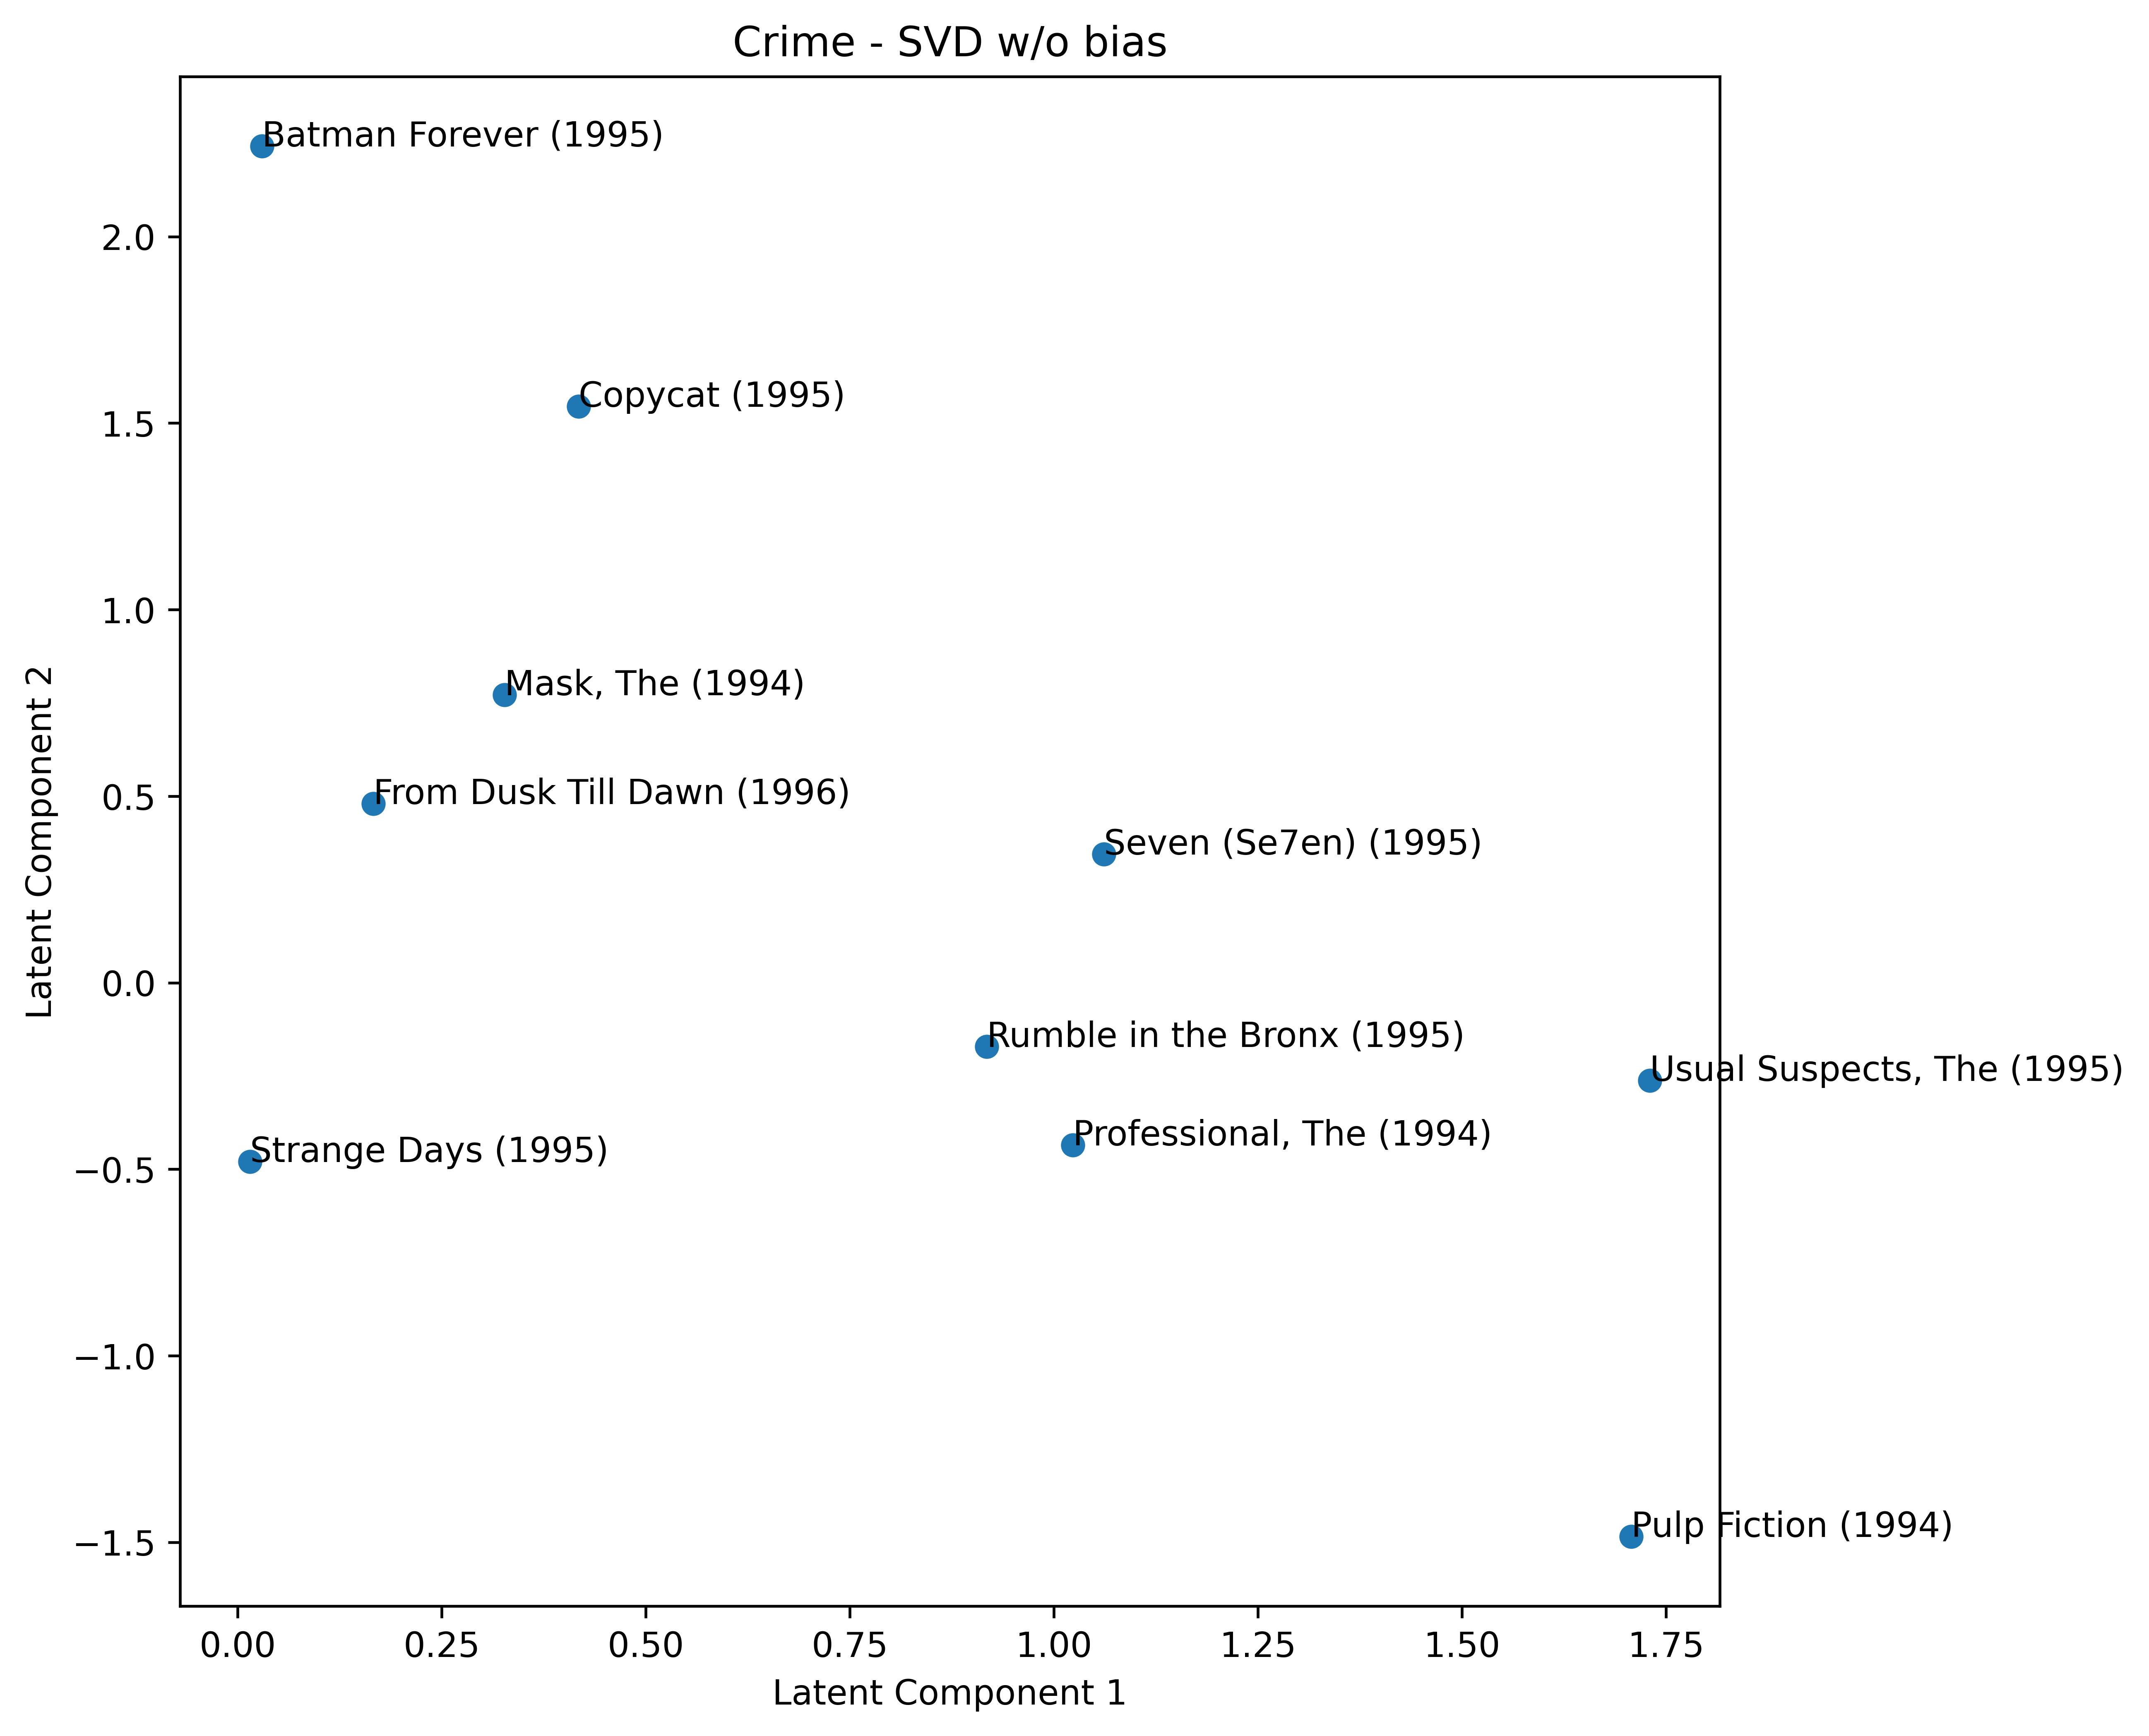 Crime - SVD w/o bias
Batman Forever (1995)
2.0
Copycat (1995)
1.5
1.0
Mask, The (1994)
From Dusk Till Dawn (1996)
0.5
Seven (Se7en) (1995)
0.0
Rumble in the Bronx (1995)
Usual Suspects, The (1995)
Professional, The (1994)
Strange Days (1995)
−0.5
−1.0
Pulp Fiction (1994)
−1.5
Latent Component 2
0.00 0.25 0.50 0.75 1.00 1.25 1.50 1.75
Latent Component 1